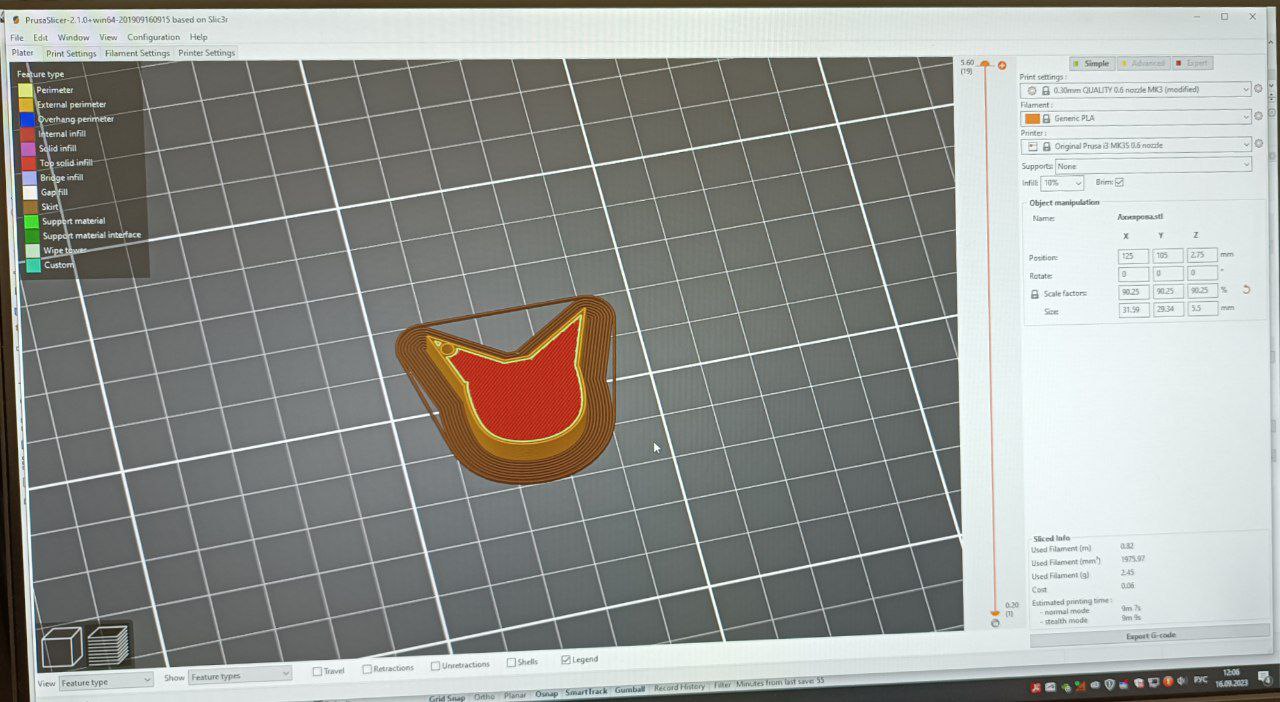 PrusaSlicer-2.1.0+win64-201909160915 based on Slic3r
File Edit Window View Configuration Help
Plater Print Settings Filament Settings Printer Settings
Feature type
Perimeter
External perimeter
Overhang perimeter
Internal infill
Solid infill
Top solid infill
Bridge infill
Gap fill
Skirt
Support material
Support material interface
Wipe tower
Custom
5.60
(19)
0.20
(1)
Simple Advanced Expert
Print settings :
0.30mm QUALITY 0.6 nozzle MK3 (modified)
Filament :
Generic PLA
Printer :
Original Prusa i3 MK3S 0.6 nozzle
Supports: None
Infill: 10% Brim:
Object manipulation
Name:
X Y Z
Position: 125 105 2.75 mm
Rotate: 0 0 0 °
Scale factors: 90.25 90.25 90.25 %
Size: 31.59 29.34 5.5 mm
Sliced Info
Used Filament (m) 0.82
Used Filament (mm³) 1975.97
Used Filament (g) 2.45
Cost 0.06
Estimated printing time :
- normal mode 9m 7s
- stealth mode 9m 9s
Export G-code
View Feature type Show Feature types Travel Retractions Unretractions Shells Legend
Grid Snap Ortho Planar Osnap SmartTrack Gumball Record History Filter Minutes from last save: 55
РУС
12:06
16.09.2023